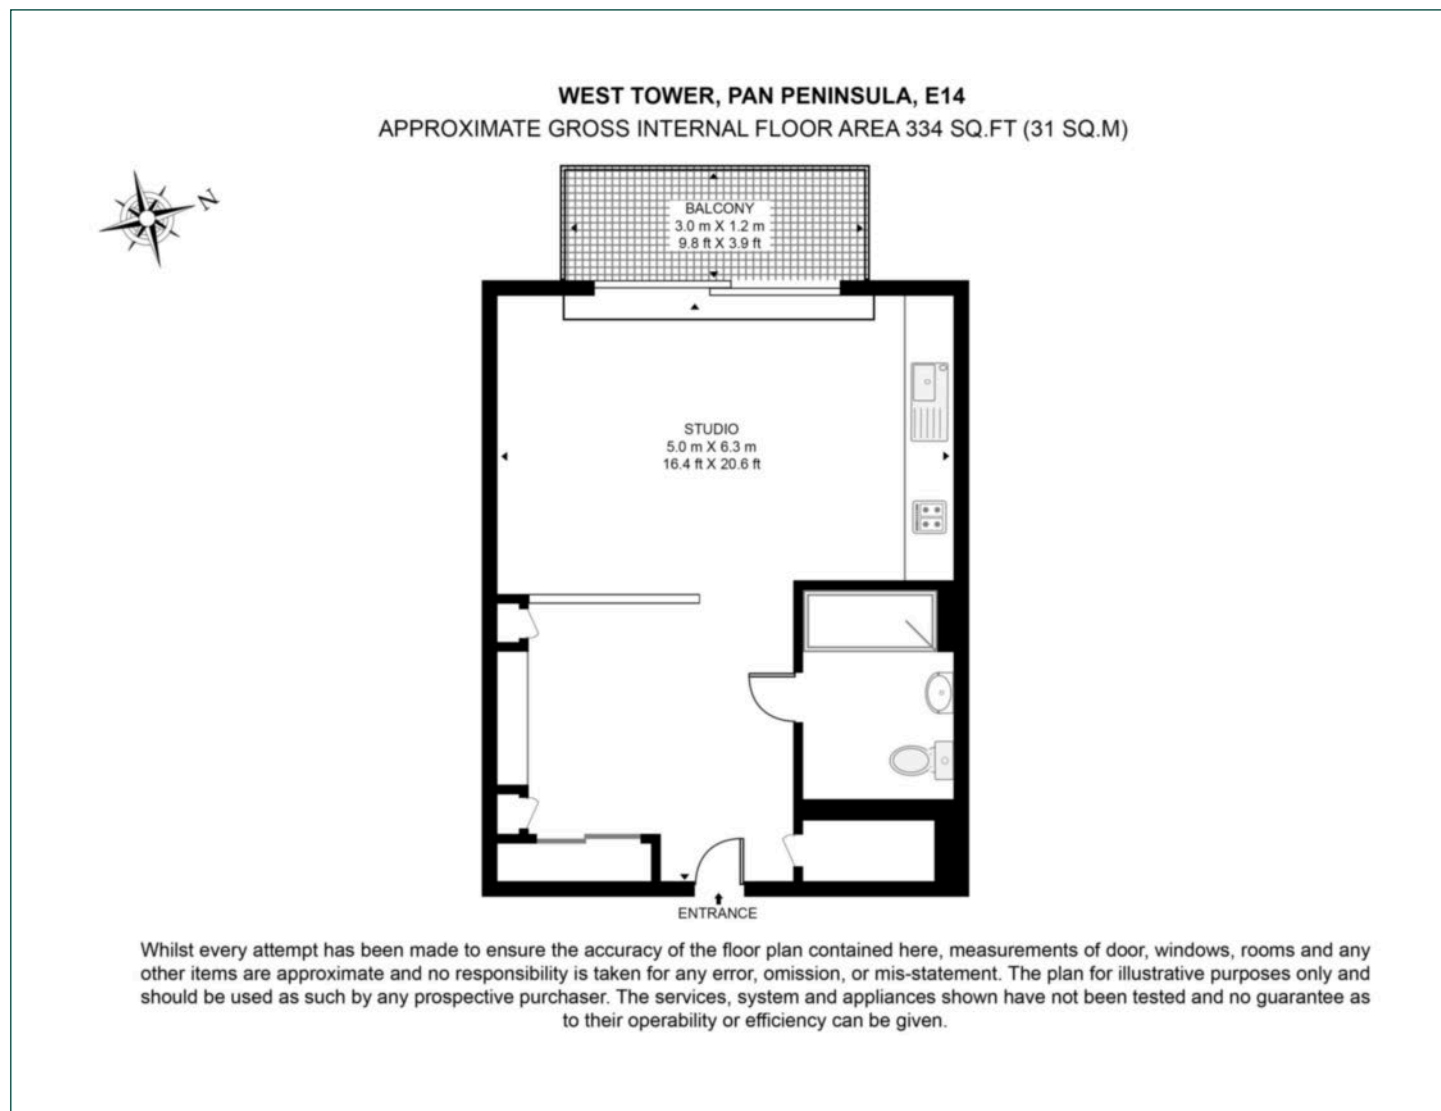 WEST TOWER, PAN PENINSULA, E14
APPROXIMATE GROSS INTERNAL FLOOR AREA 334 SQ.FT (31 SQ.M)
N
BALCONY
3.0 m X 1.2 m
9.8 ft X 3.9 ft
STUDIO
5.0 m X 6.3 m
16.4 ft X 20.6 ft
ENTRANCE
Whilst every attempt has been made to ensure the accuracy of the floor plan contained here, measurements of door, windows, rooms and any
other items are approximate and no responsibility is taken for any error, omission, or mis-statement. The plan for illustrative purposes only and
should be used as such by any prospective purchaser. The services, system and appliances shown have not been tested and no guarantee as
to their operability or efficiency can be given.